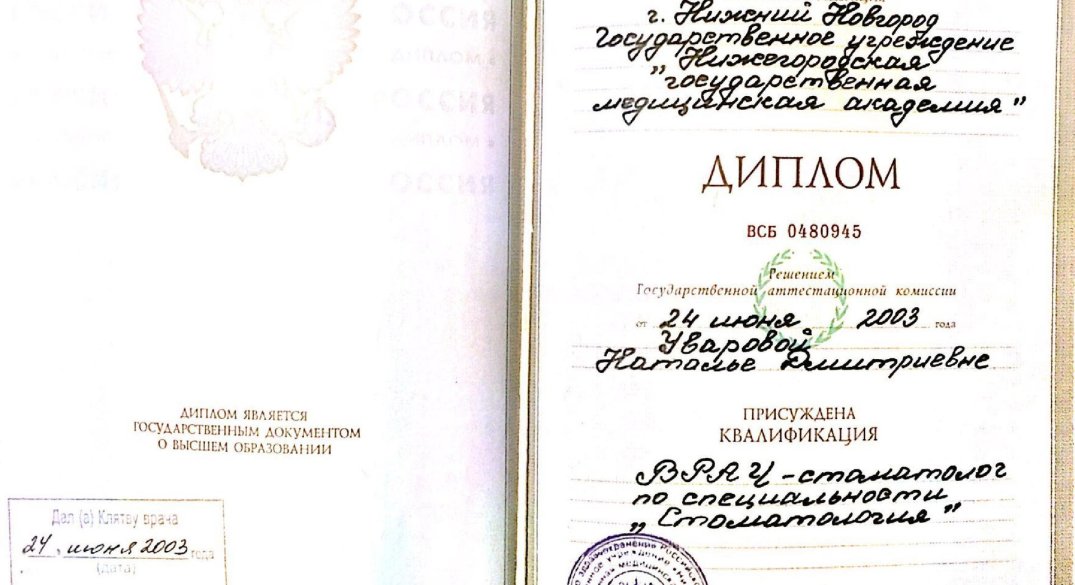 ДИПЛОМ ЯВЛЯЕТСЯ
ГОСУДАРСТВЕННЫМ ДОКУМЕНТОМ
О ВЫСШЕМ ОБРАЗОВАНИИ
Дал (а) Клятву врача
24 июня 2003 года
(дата)
г. Нижний Новгород
Государственное учреждение
"Нижегородская
государственная
медицинская академия"
ДИПЛОМ
ВСБ 0480945
Решением
Государственной аттестационной комиссии
от 24 июня 2003 года
Уваровой
Наталье Дмитриевне
ПРИСУЖДЕНА
КВАЛИФИКАЦИЯ
ВРАЧ-стоматолог
по специальности
"Стоматология"